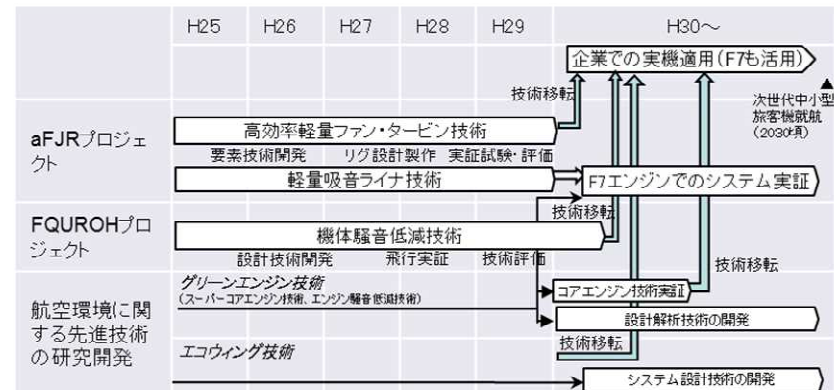 H25 H26 H27 H28 H29 H30～
企業での実機適用（F7も活用）
技術移転
次世代中小型
旅客機就航
（2030頃）
aFJRプロジェ
クト
高効率軽量ファン・タービン技術
要素技術開発 リグ設計製作 実証試験・評価
軽量吸音ライナ技術
F7エンジンでのシステム実証
技術移転
FQUROHプロ
ジェクト
機体騒音低減技術
設計技術開発 飛行実証 技術評価
技術移転
航空環境に関
する先進技術
の研究開発
グリーンエンジン技術
（スーパーコアエンジン技術、エンジン騒音低減技術）
コアエンジン技術実証
設計解析技術の開発
技術移転
エコウィング技術
システム設計技術の開発